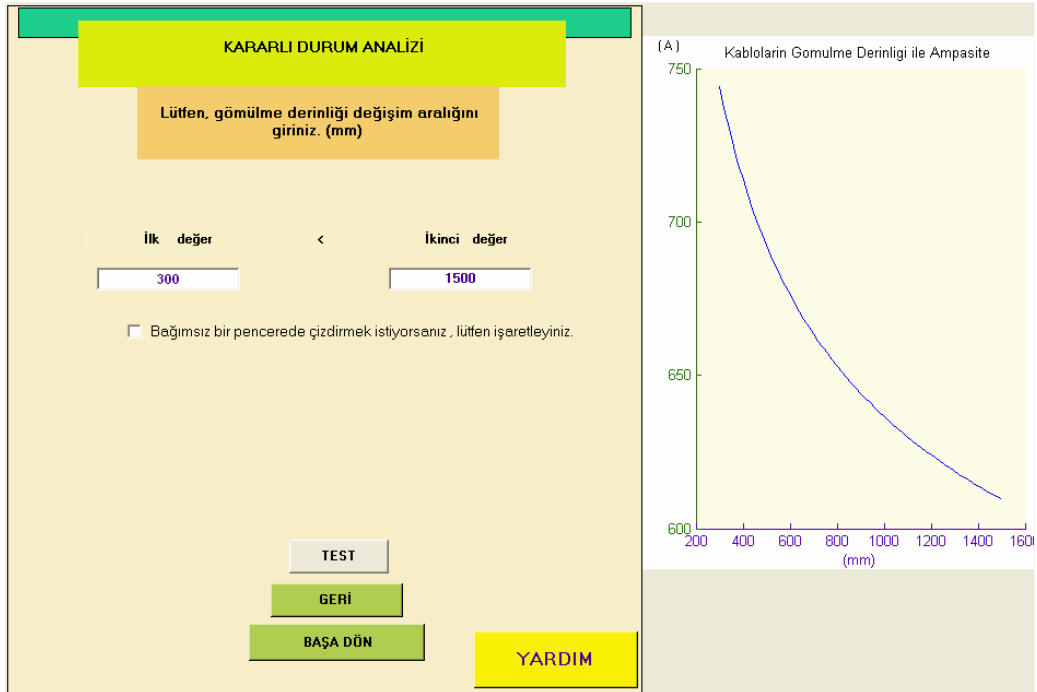 KARARLI DURUM ANALİZİ
Lütfen, gömülme derinliği değişim aralığını
giriniz. (mm)
İlk değer < İkinci değer
300 1500
Bağımsız bir pencerede çizdirmek istiyorsanız , lütfen işaretleyiniz.
TEST
GERİ
BAŞA DÖN
YARDIM
(A) Kablolarin Gomulme Derinligi ile Ampasite
750
700
650
600
200 400 600 800 1000 1200 1400 1600
(mm)